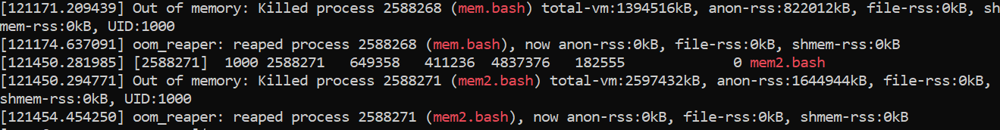 [121171.209439] Out of memory: Killed process 2588268 (mem.bash) total-vm:1394516kB, anon-rss:822012kB, file-rss:0kB, sh
mem-rss:0kB, UID:1000
[121174.637091] oom_reaper: reaped process 2588268 (mem.bash), now anon-rss:0kB, file-rss:0kB, shmem-rss:0kB
[121450.281985] [2588271]  1000 2588271   649358   411236  4837376   182555             0 mem2.bash
[121450.294771] Out of memory: Killed process 2588271 (mem2.bash) total-vm:2597432kB, anon-rss:1644944kB, file-rss:0kB,
shmem-rss:0kB, UID:1000
[121454.454250] oom_reaper: reaped process 2588271 (mem2.bash), now anon-rss:0kB, file-rss:0kB, shmem-rss:0kB